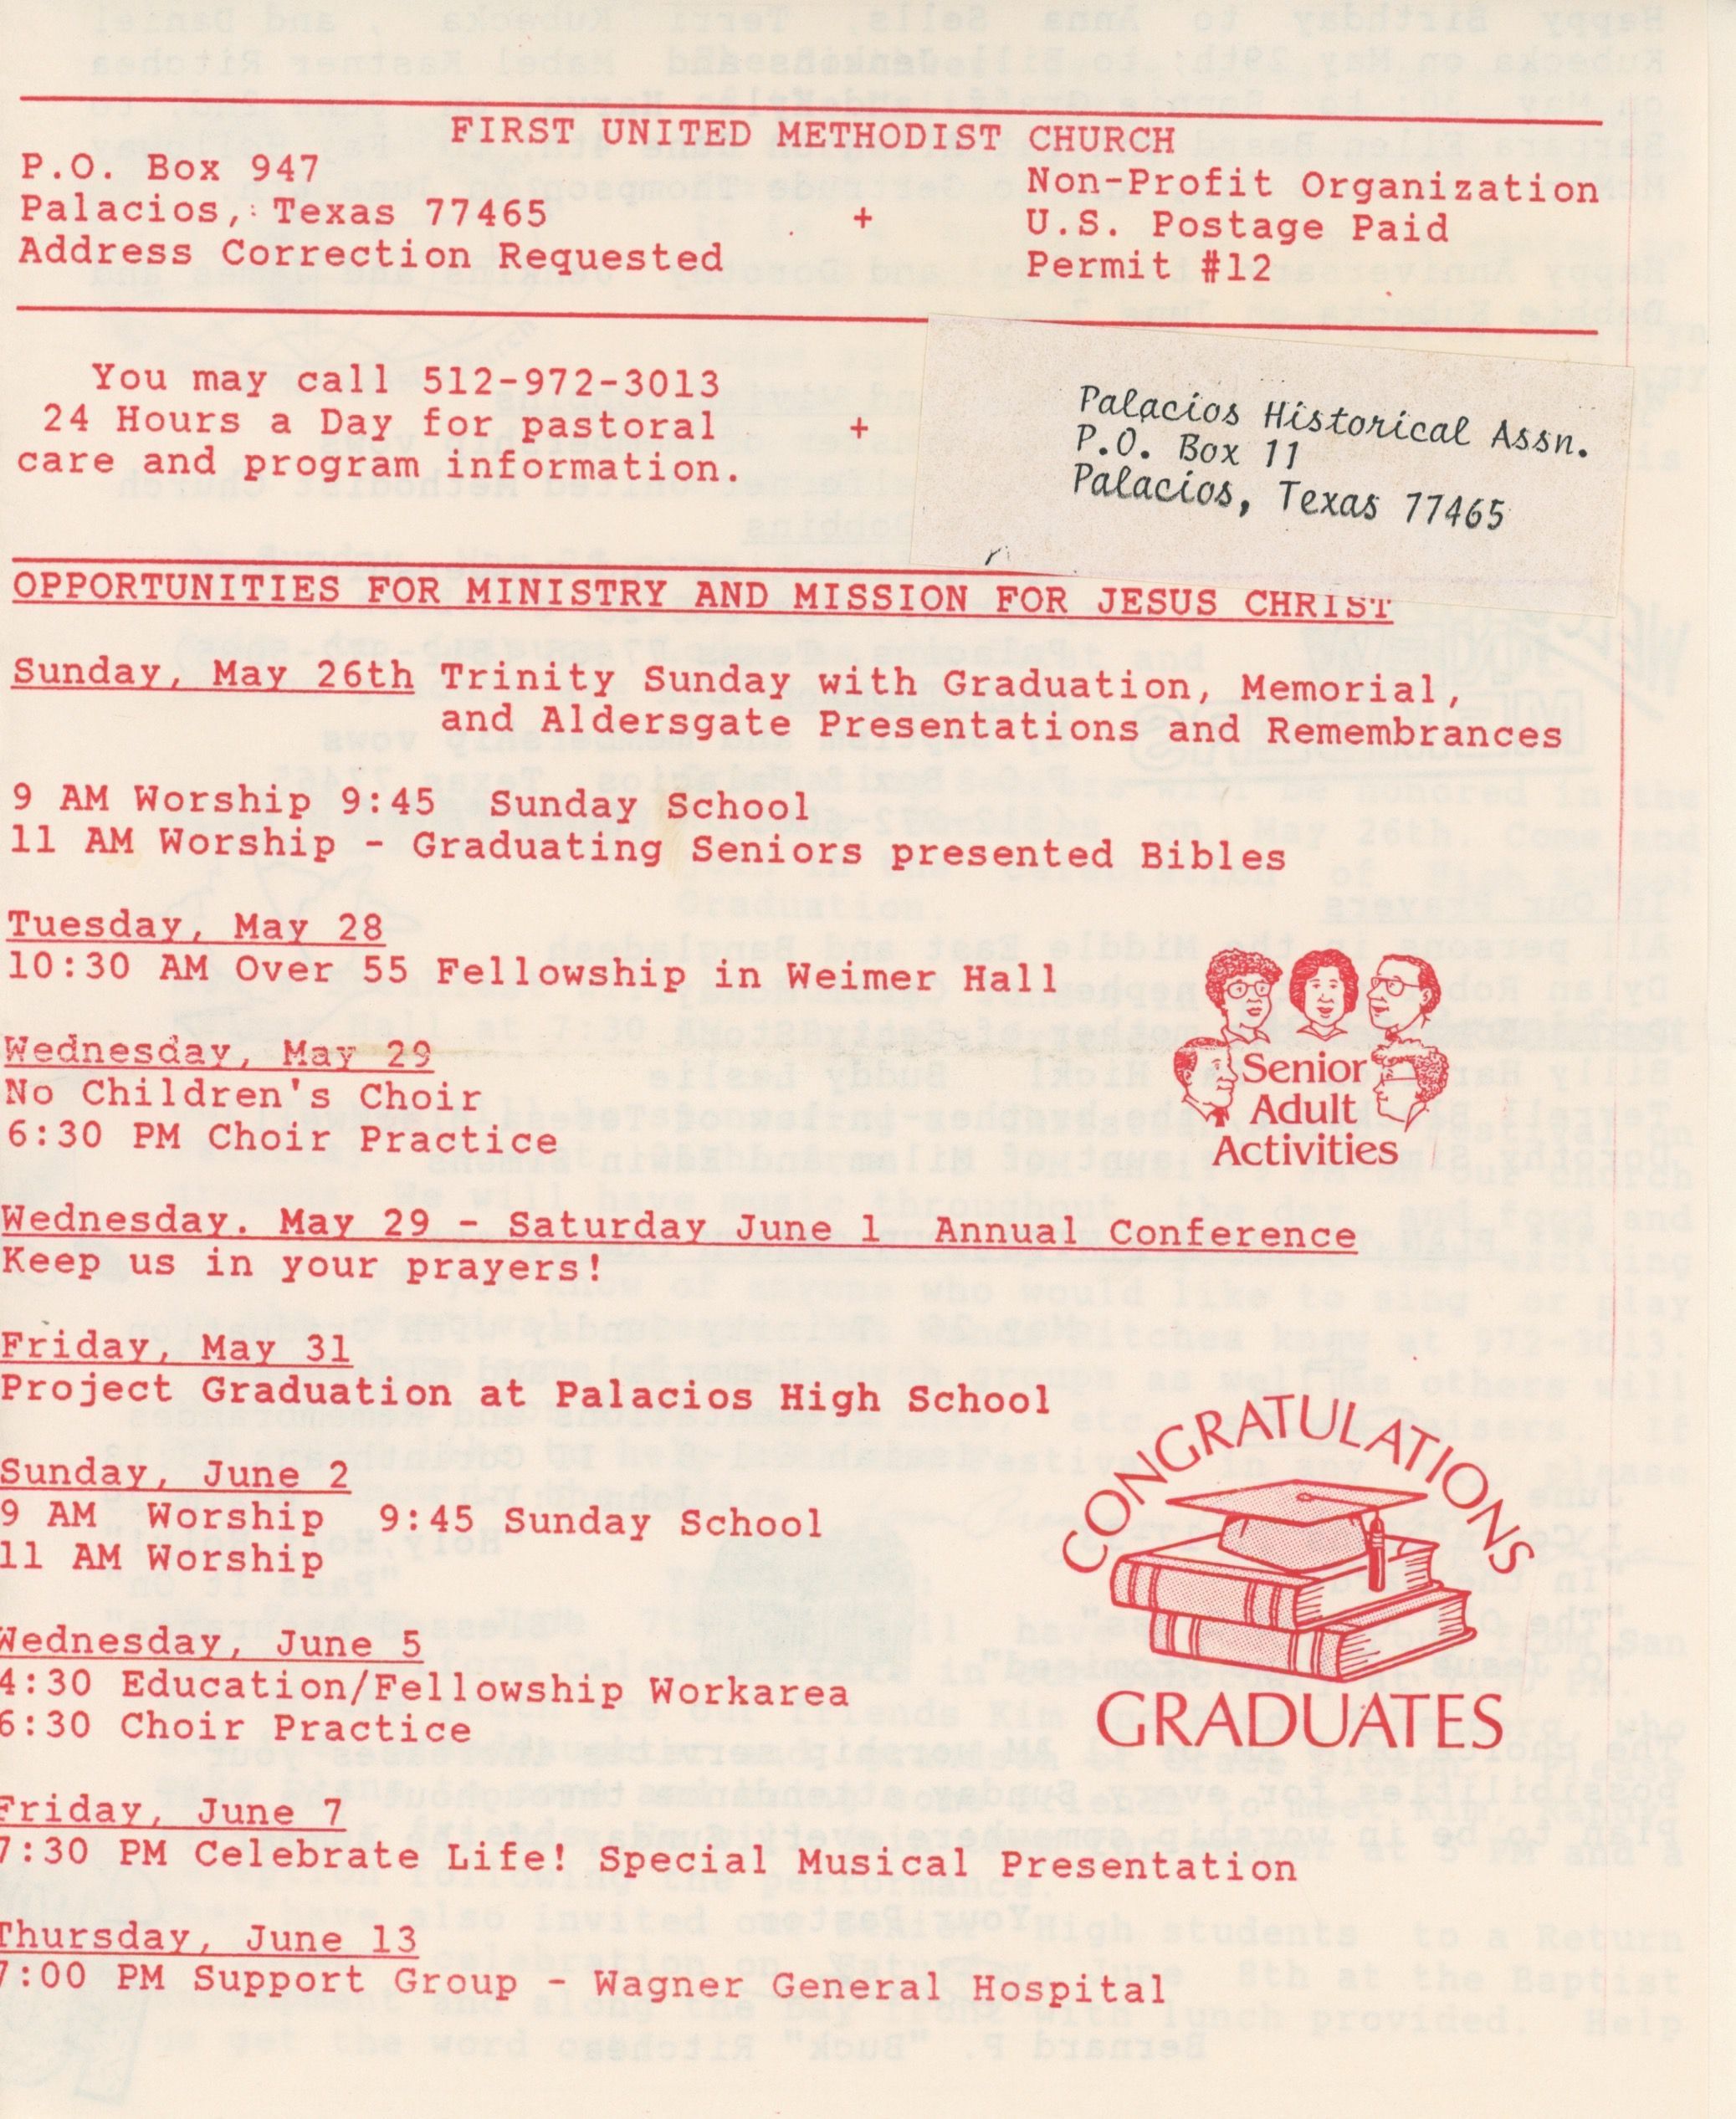 FIRST UNITED METHODIST CHURCH
P.O. Box 947
Palacios, Texas 77465
Address Correction Requested
+
Non-Profit Organization
U.S. Postage Paid
Permit #12
You may call 512-972-3013
24 Hours a Day for pastoral
care and program information.
+
Palacios Historical Assn.
P.O. Box 11
Palacios, Texas 77465
OPPORTUNITIES FOR MINISTRY AND MISSION FOR JESUS CHRIST
Sunday, May 26th Trinity Sunday with Graduation, Memorial,
and Aldersgate Presentations and Remembrances
9 AM Worship 9:45 Sunday School
11 AM Worship - Graduating Seniors presented Bibles
Tuesday, May 28
10:30 AM Over 55 Fellowship in Weimer Hall
Senior
Adult
Activities
Wednesday, May 29
No Children's Choir
6:30 PM Choir Practice
Wednesday. May 29 - Saturday June 1 Annual Conference
Keep us in your prayers!
Friday, May 31
Project Graduation at Palacios High School
CONGRATULATIONS
GRADUATES
Sunday, June 2
9 AM Worship 9:45 Sunday School
11 AM Worship
Wednesday, June 5
4:30 Education/Fellowship Workarea
6:30 Choir Practice
Friday, June 7
7:30 PM Celebrate Life! Special Musical Presentation
Thursday, June 13
7:00 PM Support Group - Wagner General Hospital